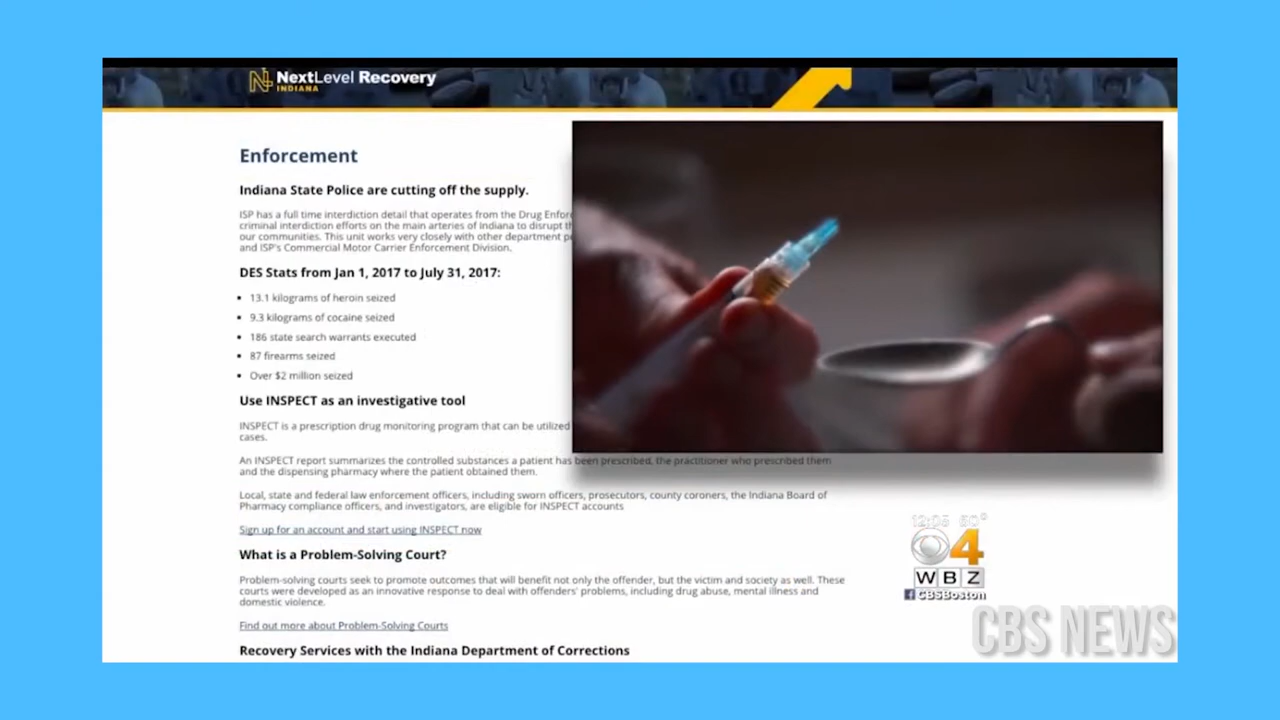 NextLevel Recovery
INDIANA
Enforcement
Indiana State Police are cutting off the supply.
ISP has a full time interdiction detail that operates from the Drug
criminal interdiction efforts on the main arteries of Indiana to disrupt
our communities. This unit works very closely with other department
and ISP's Commercial Motor Carrier Enforcement Division.
DES Stats from Jan 1, 2017 to July 31, 2017:
• 13.1 kilograms of heroin seized
• 9.3 kilograms of cocaine seized
• 186 state search warrants executed
• 87 firearms seized
• Over $2 million seized
Use INSPECT as an investigative tool
INSPECT is a prescription drug monitoring program that can be utilized
cases.
An INSPECT report summarizes the controlled substances a patient has been prescribed, the practitioner who prescribed them
and the dispensing pharmacy where the patient obtained them.
Local, state and federal law enforcement officers, including sworn officers, prosecutors, county coroners, the Indiana Board of
Pharmacy compliance officers, and investigators, are eligible for INSPECT accounts
Sign up for an account and start using INSPECT now
What is a Problem-Solving Court?
Problem-solving courts seek to promote outcomes that will benefit not only the offender, but the victim and society as well. These
courts were developed as an innovative response to deal with offenders' problems, including drug abuse, mental illness and
domestic violence.
Find out more about Problem-Solving Courts
Recovery Services with the Indiana Department of Corrections
4
WBZ
CBSBoston
CBS NEWS